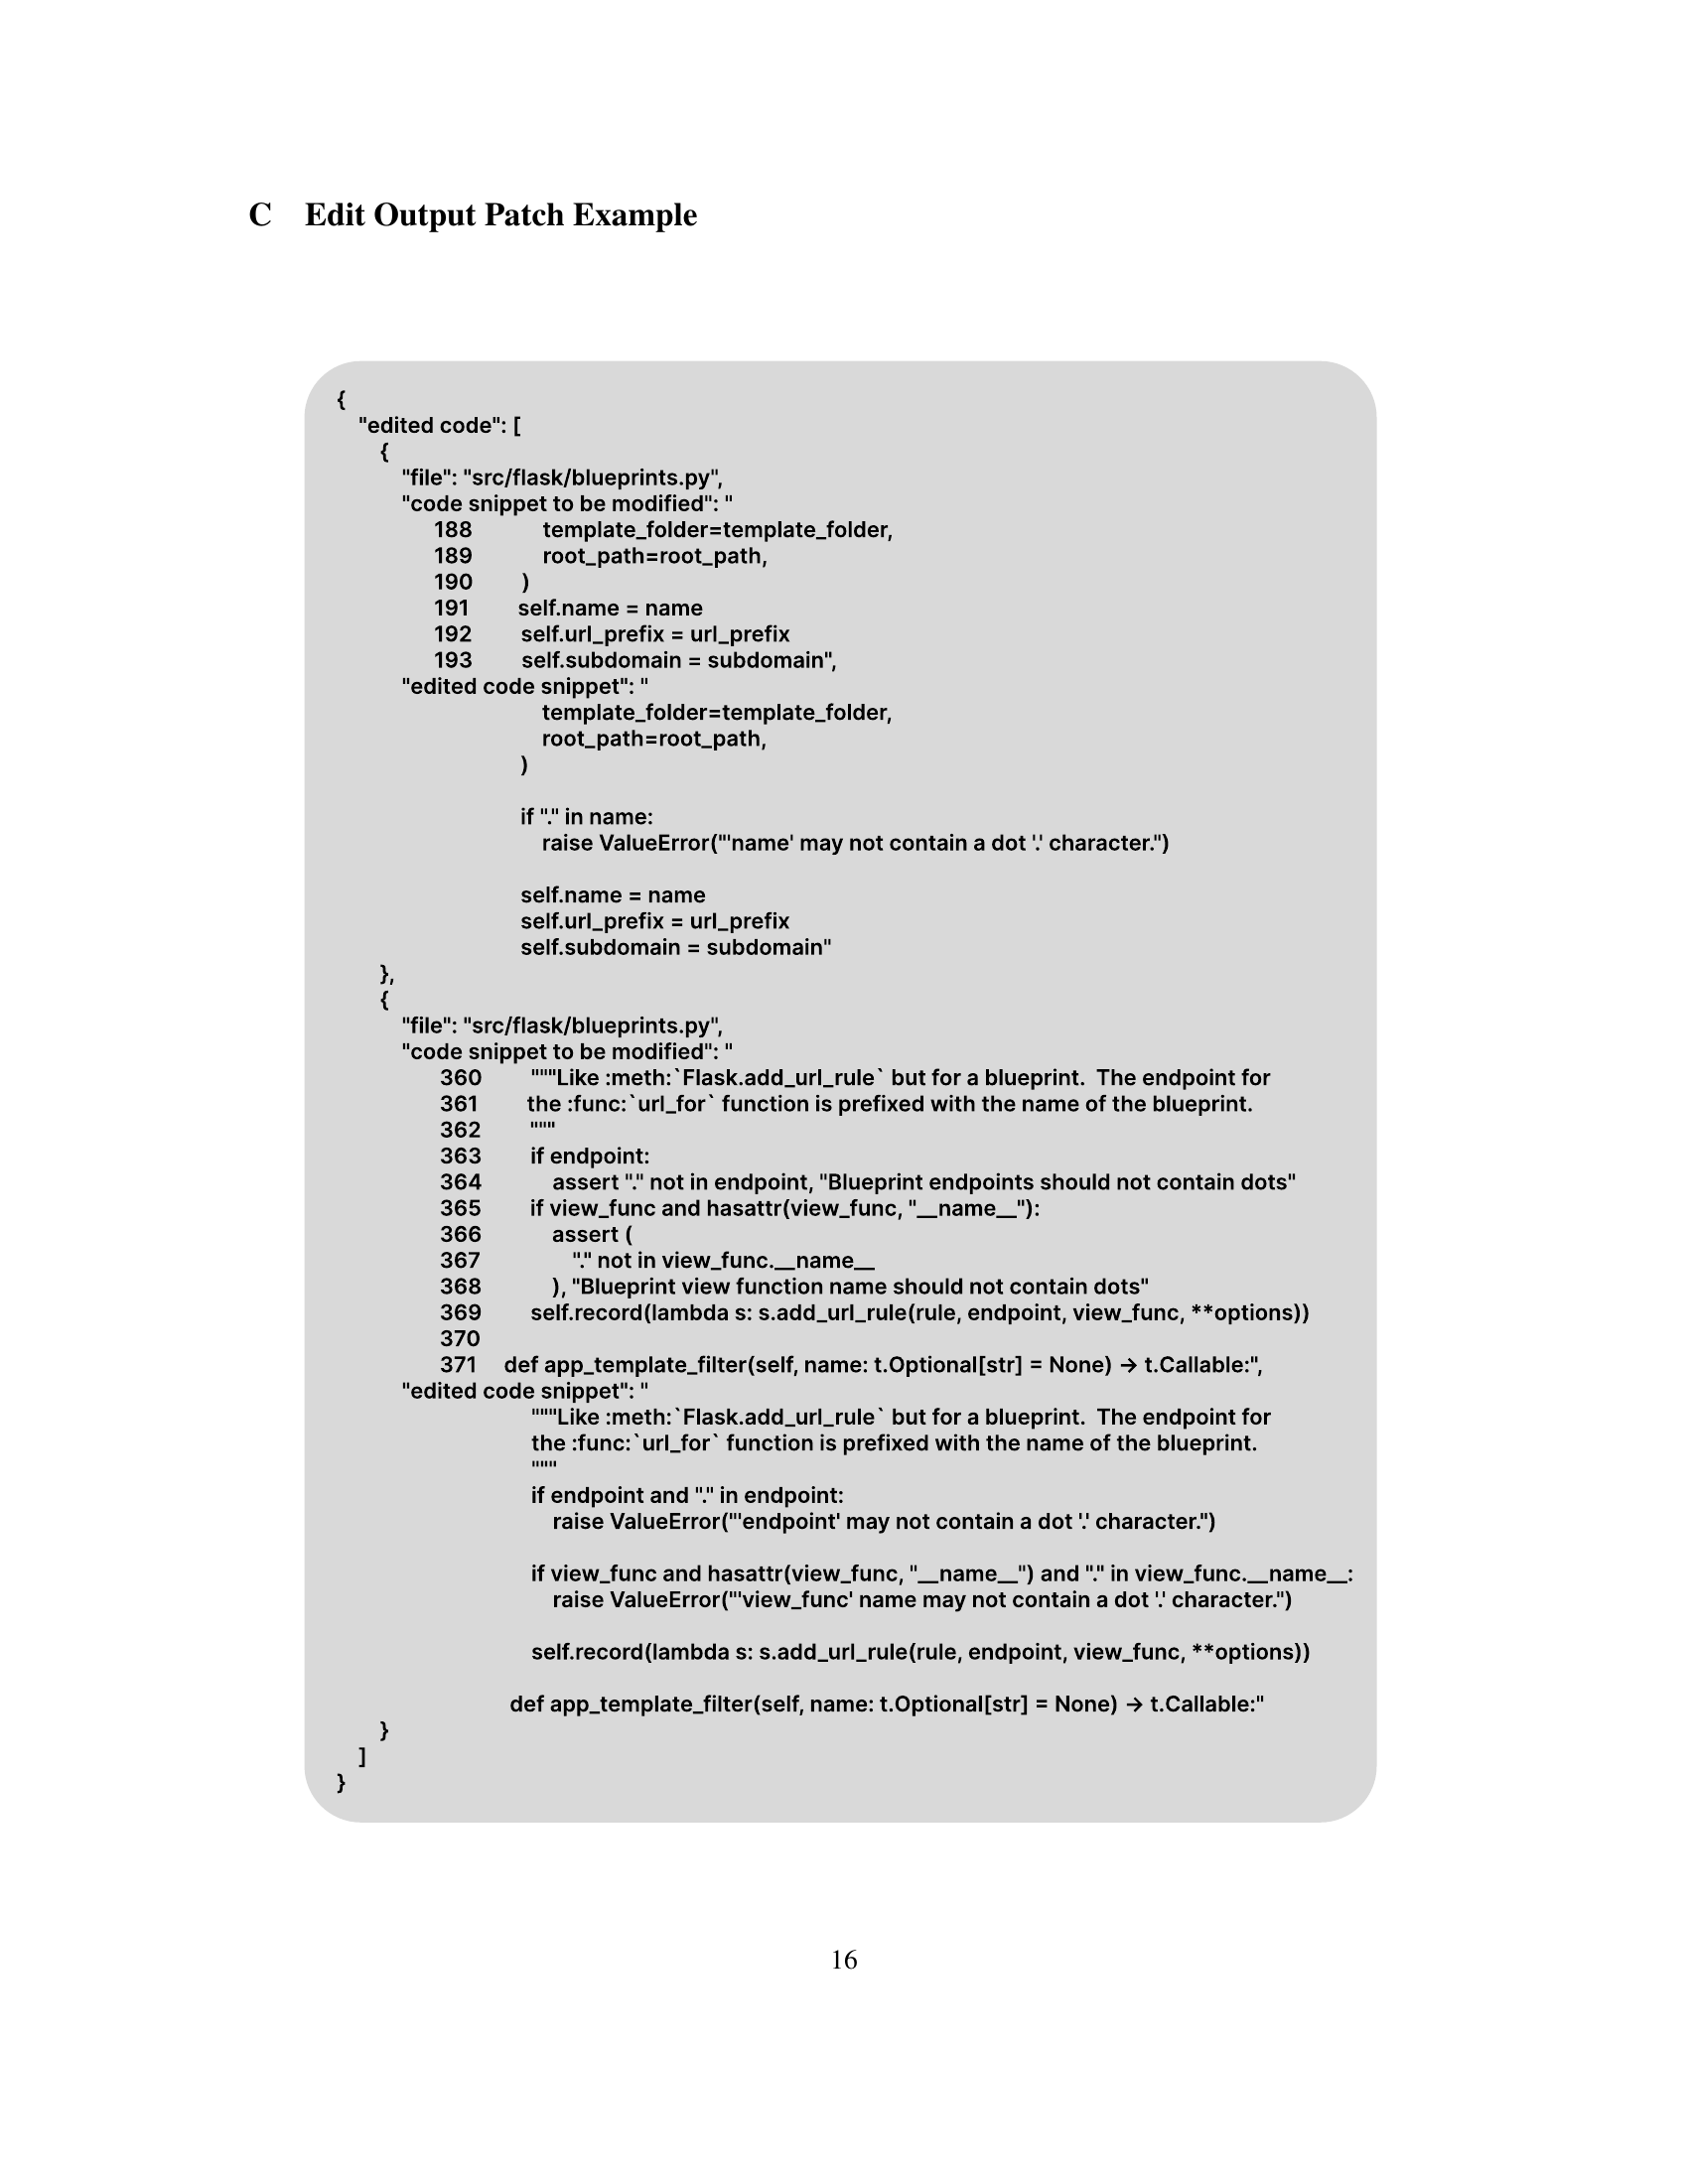 C Edit Output Patch Example
{
"edited code": [
{
"file": "src/flask/blueprints.py",
"code snippet to be modified": "
188 template_folder=template_folder,
189 root_path=root_path,
190 )
191 self.name = name
192 self.url_prefix = url_prefix
193 self.subdomain = subdomain",
"edited code snippet": "
template_folder=template_folder,
root_path=root_path,
)
if "." in name:
raise ValueError("'name' may not contain a dot '.' character.")
self.name = name
self.url_prefix = url_prefix
self.subdomain = subdomain"
},
{
"file": "src/flask/blueprints.py",
"code snippet to be modified": "
360 """Like :meth:`Flask.add_url_rule` but for a blueprint.  The endpoint for
361 the :func:`url_for` function is prefixed with the name of the blueprint.
362 """
363 if endpoint:
364 assert "." not in endpoint, "Blueprint endpoints should not contain dots"
365 if view_func and hasattr(view_func, "__name__"):
366 assert (
367 "." not in view_func.__name__
368 ), "Blueprint view function name should not contain dots"
369 self.record(lambda s: s.add_url_rule(rule, endpoint, view_func, **options))
370
371 def app_template_filter(self, name: t.Optional[str] = None) → t.Callable:",
"edited code snippet": "
"""Like :meth:`Flask.add_url_rule` but for a blueprint.  The endpoint for
the :func:`url_for` function is prefixed with the name of the blueprint.
"""
if endpoint and "." in endpoint:
raise ValueError("'endpoint' may not contain a dot '.' character.")
if view_func and hasattr(view_func, "__name__") and "." in view_func.__name__:
raise ValueError("'view_func' name may not contain a dot '.' character.")
self.record(lambda s: s.add_url_rule(rule, endpoint, view_func, **options))
def app_template_filter(self, name: t.Optional[str] = None) → t.Callable:"
}
]
}
16